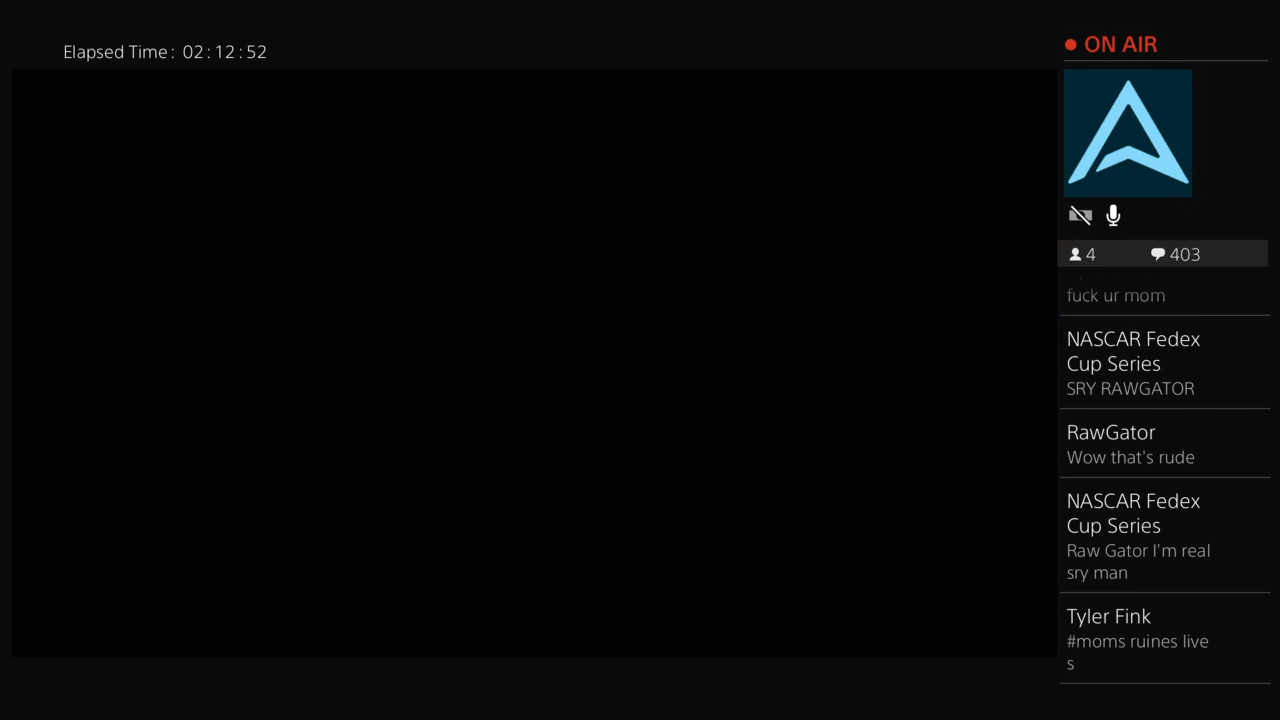 Elapsed Time: 02:12:52
ON AIR
4 403
fuck ur mom
NASCAR Fedex
Cup Series
SRY RAWGATOR
RawGator
Wow that's rude
NASCAR Fedex
Cup Series
Raw Gator I'm real
sry man
Tyler Fink
#moms ruines live
s